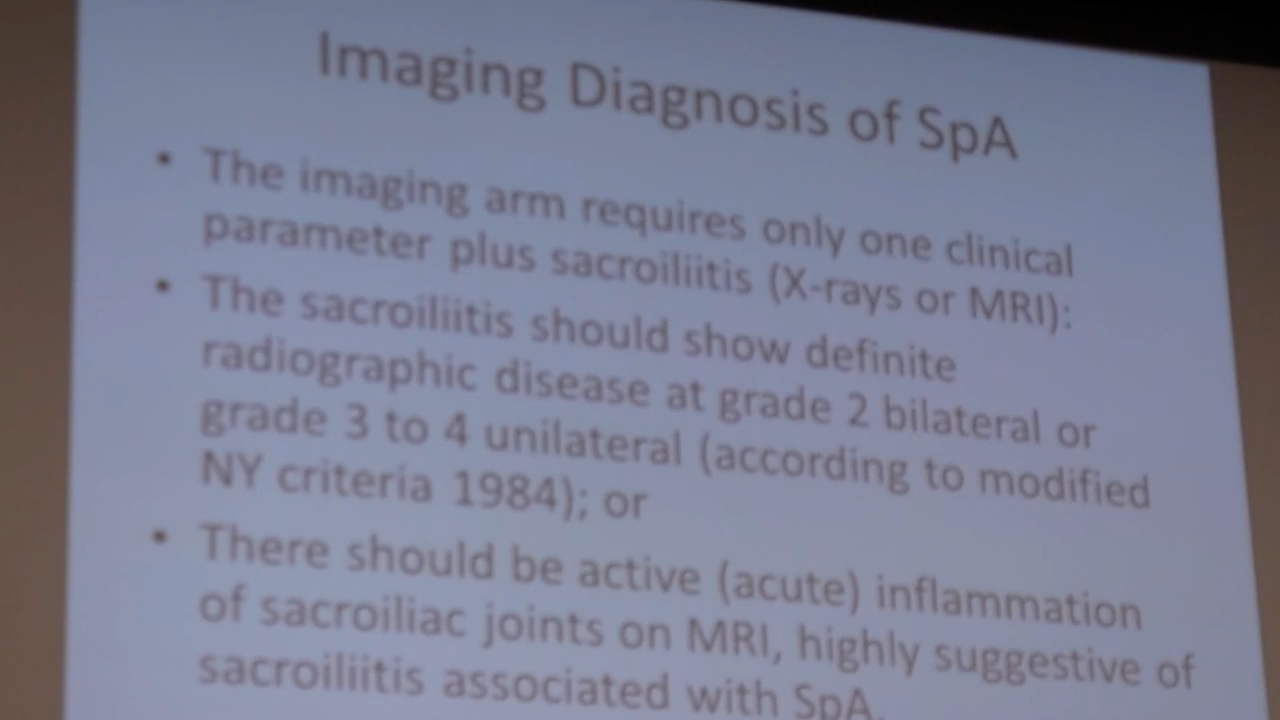 Imaging Diagnosis of SpA
• The imaging arm requires only one clinical
parameter plus sacroiliitis (X-rays or MRI):
• The sacroiliitis should show definite
radiographic disease at grade 2 bilateral or
grade 3 to 4 unilateral (according to modified
NY criteria 1984); or
• There should be active (acute) inflammation
of sacroiliac joints on MRI, highly suggestive of
sacroiliitis associated with SpA.